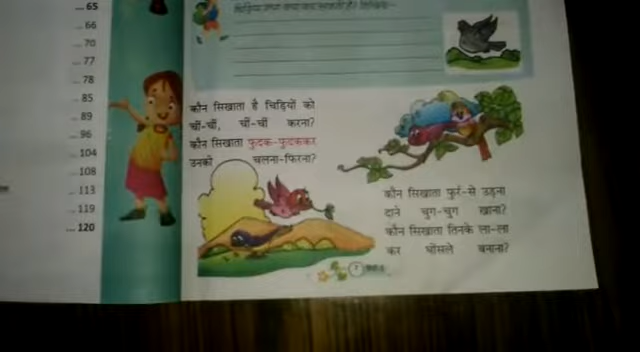 65
66
70
77
78
85
89
96
104
108
113
119
120
कौन सिखाता है चिड़ियों को
चीं-चीं, चीं-चीं करना?
कौन सिखाता फुदक-फुदककर
उनको चलना-फिरना?
कौन सिखाता फुर्र-से उड़ना
दाने चुग-चुग खाना?
कौन सिखाता तिनके ला-ला
कर घोंसले बनाना?
7